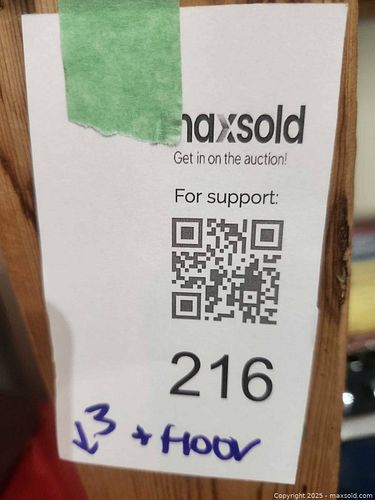 maxsold
Get in on the auction!
For support:
216
↓3 + floor
Copyright 2025 - maxsold.com